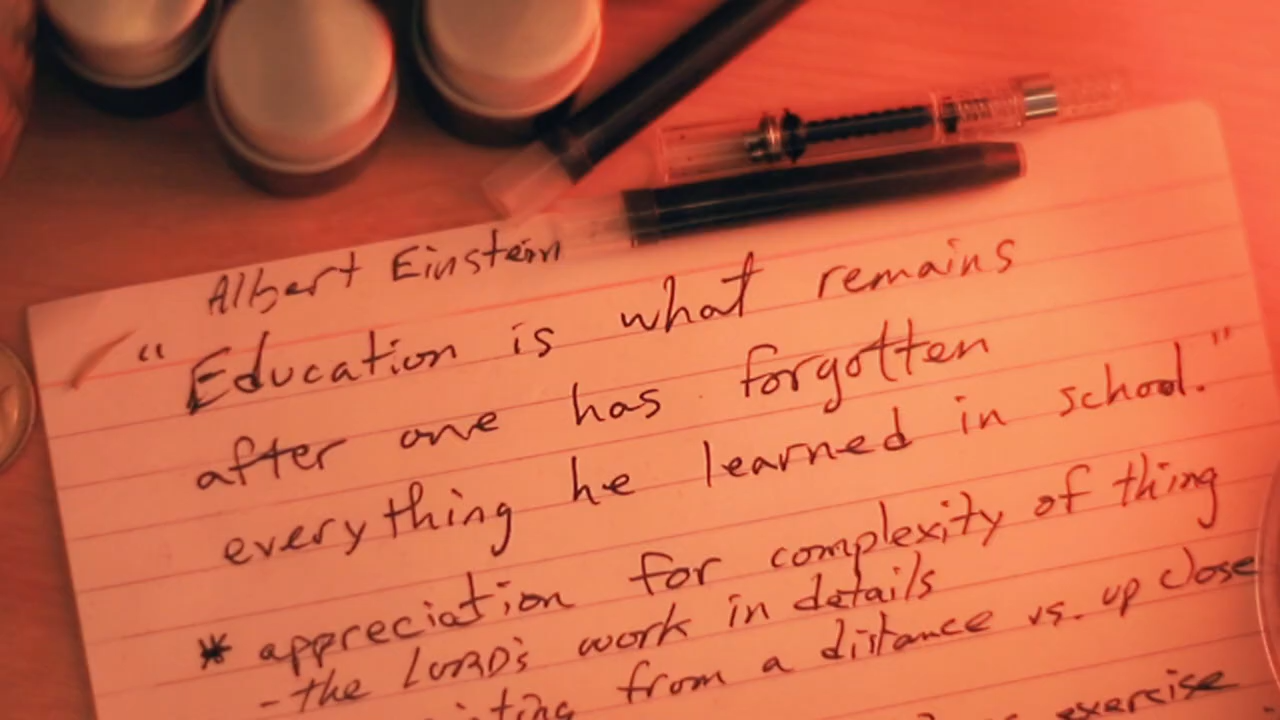 Albert Einstein
"Education is what remains
after one has forgotten
everything he learned in school."
* appreciation for complexity of thing
- the LORD's work in details
from a distance vs. up close
exercise